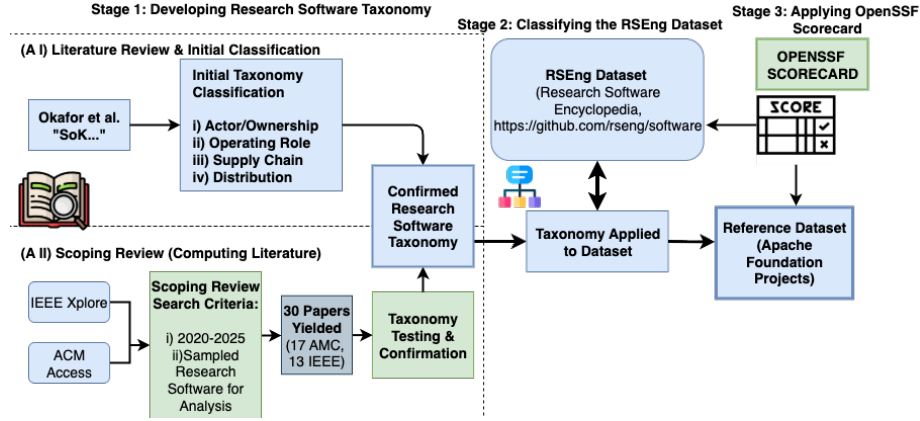 Stage 1: Developing Research Software Taxonomy
(A I) Literature Review & Initial Classification
Okafor et al.
"SoK..."
Initial Taxonomy
Classification
i) Actor/Ownership
ii) Operating Role
iii) Supply Chain
iv) Distribution
Confirmed
Research
Software
Taxonomy
(A II) Scoping Review (Computing Literature)
IEEE Xplore
ACM
Access
Scoping Review
Search Criteria:
i) 2020-2025
ii)Sampled
Research
Software for
Analysis
30 Papers
Yielded
(17 AMC,
13 IEEE)
Taxonomy
Testing &
Confirmation
Stage 2: Classifying the RSEng Dataset
RSEng Dataset
(Research Software
Encyclopedia,
https://github.com/rseng/software
Taxonomy Applied
to Dataset
Stage 3: Applying OpenSSF
Scorecard
OPENSSF
SCORECARD
SCORE
Reference Dataset
(Apache
Foundation
Projects)